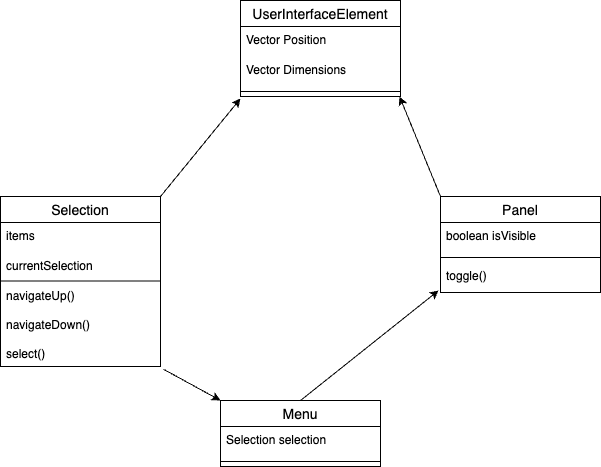 UserInterfaceElement
Vector Position
Vector Dimensions
Selection
items
currentSelection
navigateUp()
navigateDown()
select()
Panel
boolean isVisible
toggle()
Menu
Selection selection